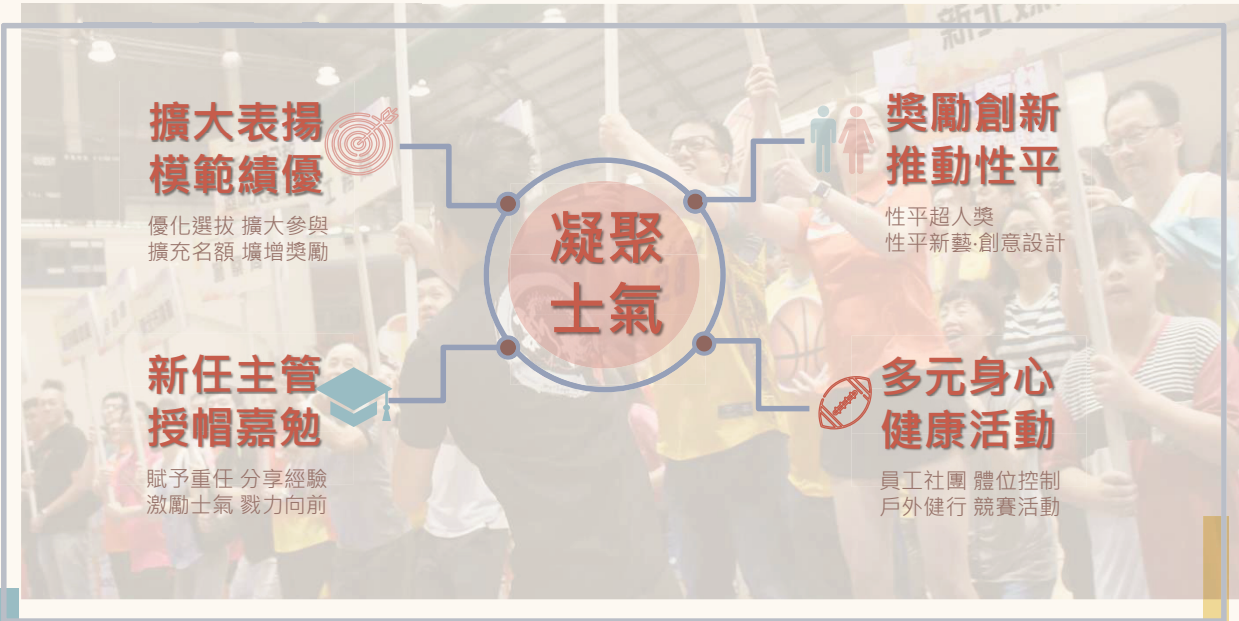 新北
擴大表揚
模範績優
優化選拔 擴大參與
擴充名額 壙增獎勵
獎勵創新
推動性平
性平超人獎
性平新藝‧創意設計
凝聚
士氣
新任主管
授帽嘉勉
賦予重任 分享經驗
激勵士氣 戮力向前
多元身心
健康活動
員工社團 體位控制
戶外健行 競賽活動